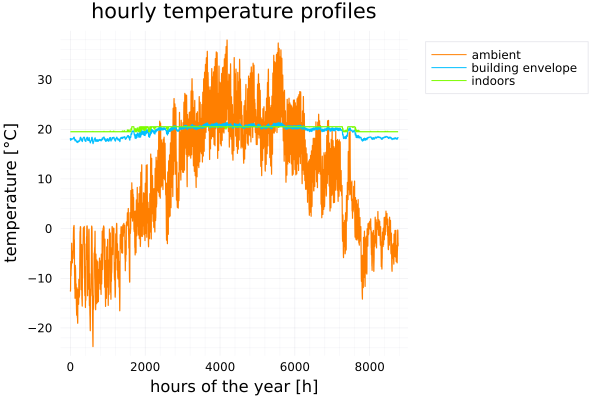 hourly temperature profiles
ambient
building envelope
indoors
temperature [°C]
30
20
10
0
−10
−20
0 2000 4000 6000 8000
hours of the year [h]